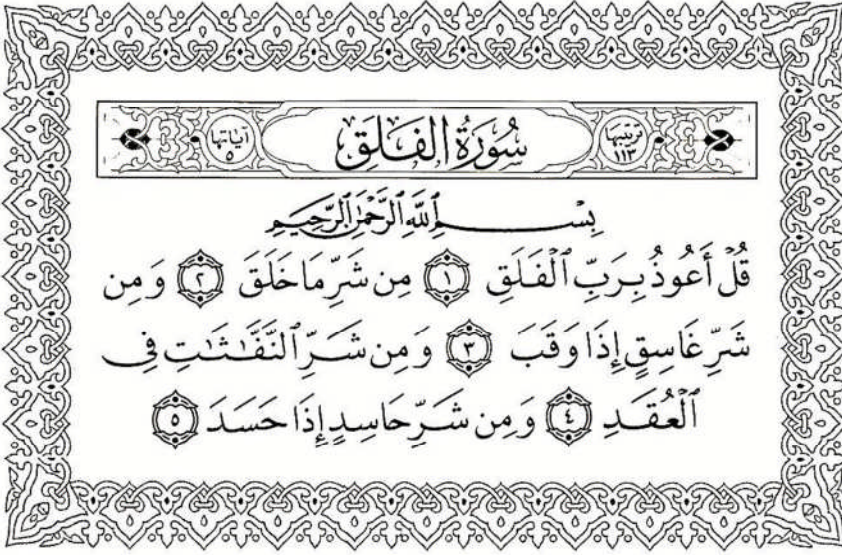 ترتيبها ١١٣ سُورَةُ الفَلَقِ آياتها ٥
بِسْمِ ٱللَّهِ ٱلرَّحْمَٰنِ ٱلرَّحِيمِ
قُلْ أَعُوذُ بِرَبِّ ٱلْفَلَقِ ١ مِن شَرِّ مَا خَلَقَ ٢ وَمِن
شَرِّ غَاسِقٍ إِذَا وَقَبَ ٣ وَمِن شَرِّ ٱلنَّفَّٰثَٰتِ فِى
ٱلْعُقَدِ ٤ وَمِن شَرِّ حَاسِدٍ إِذَا حَسَدَ ٥